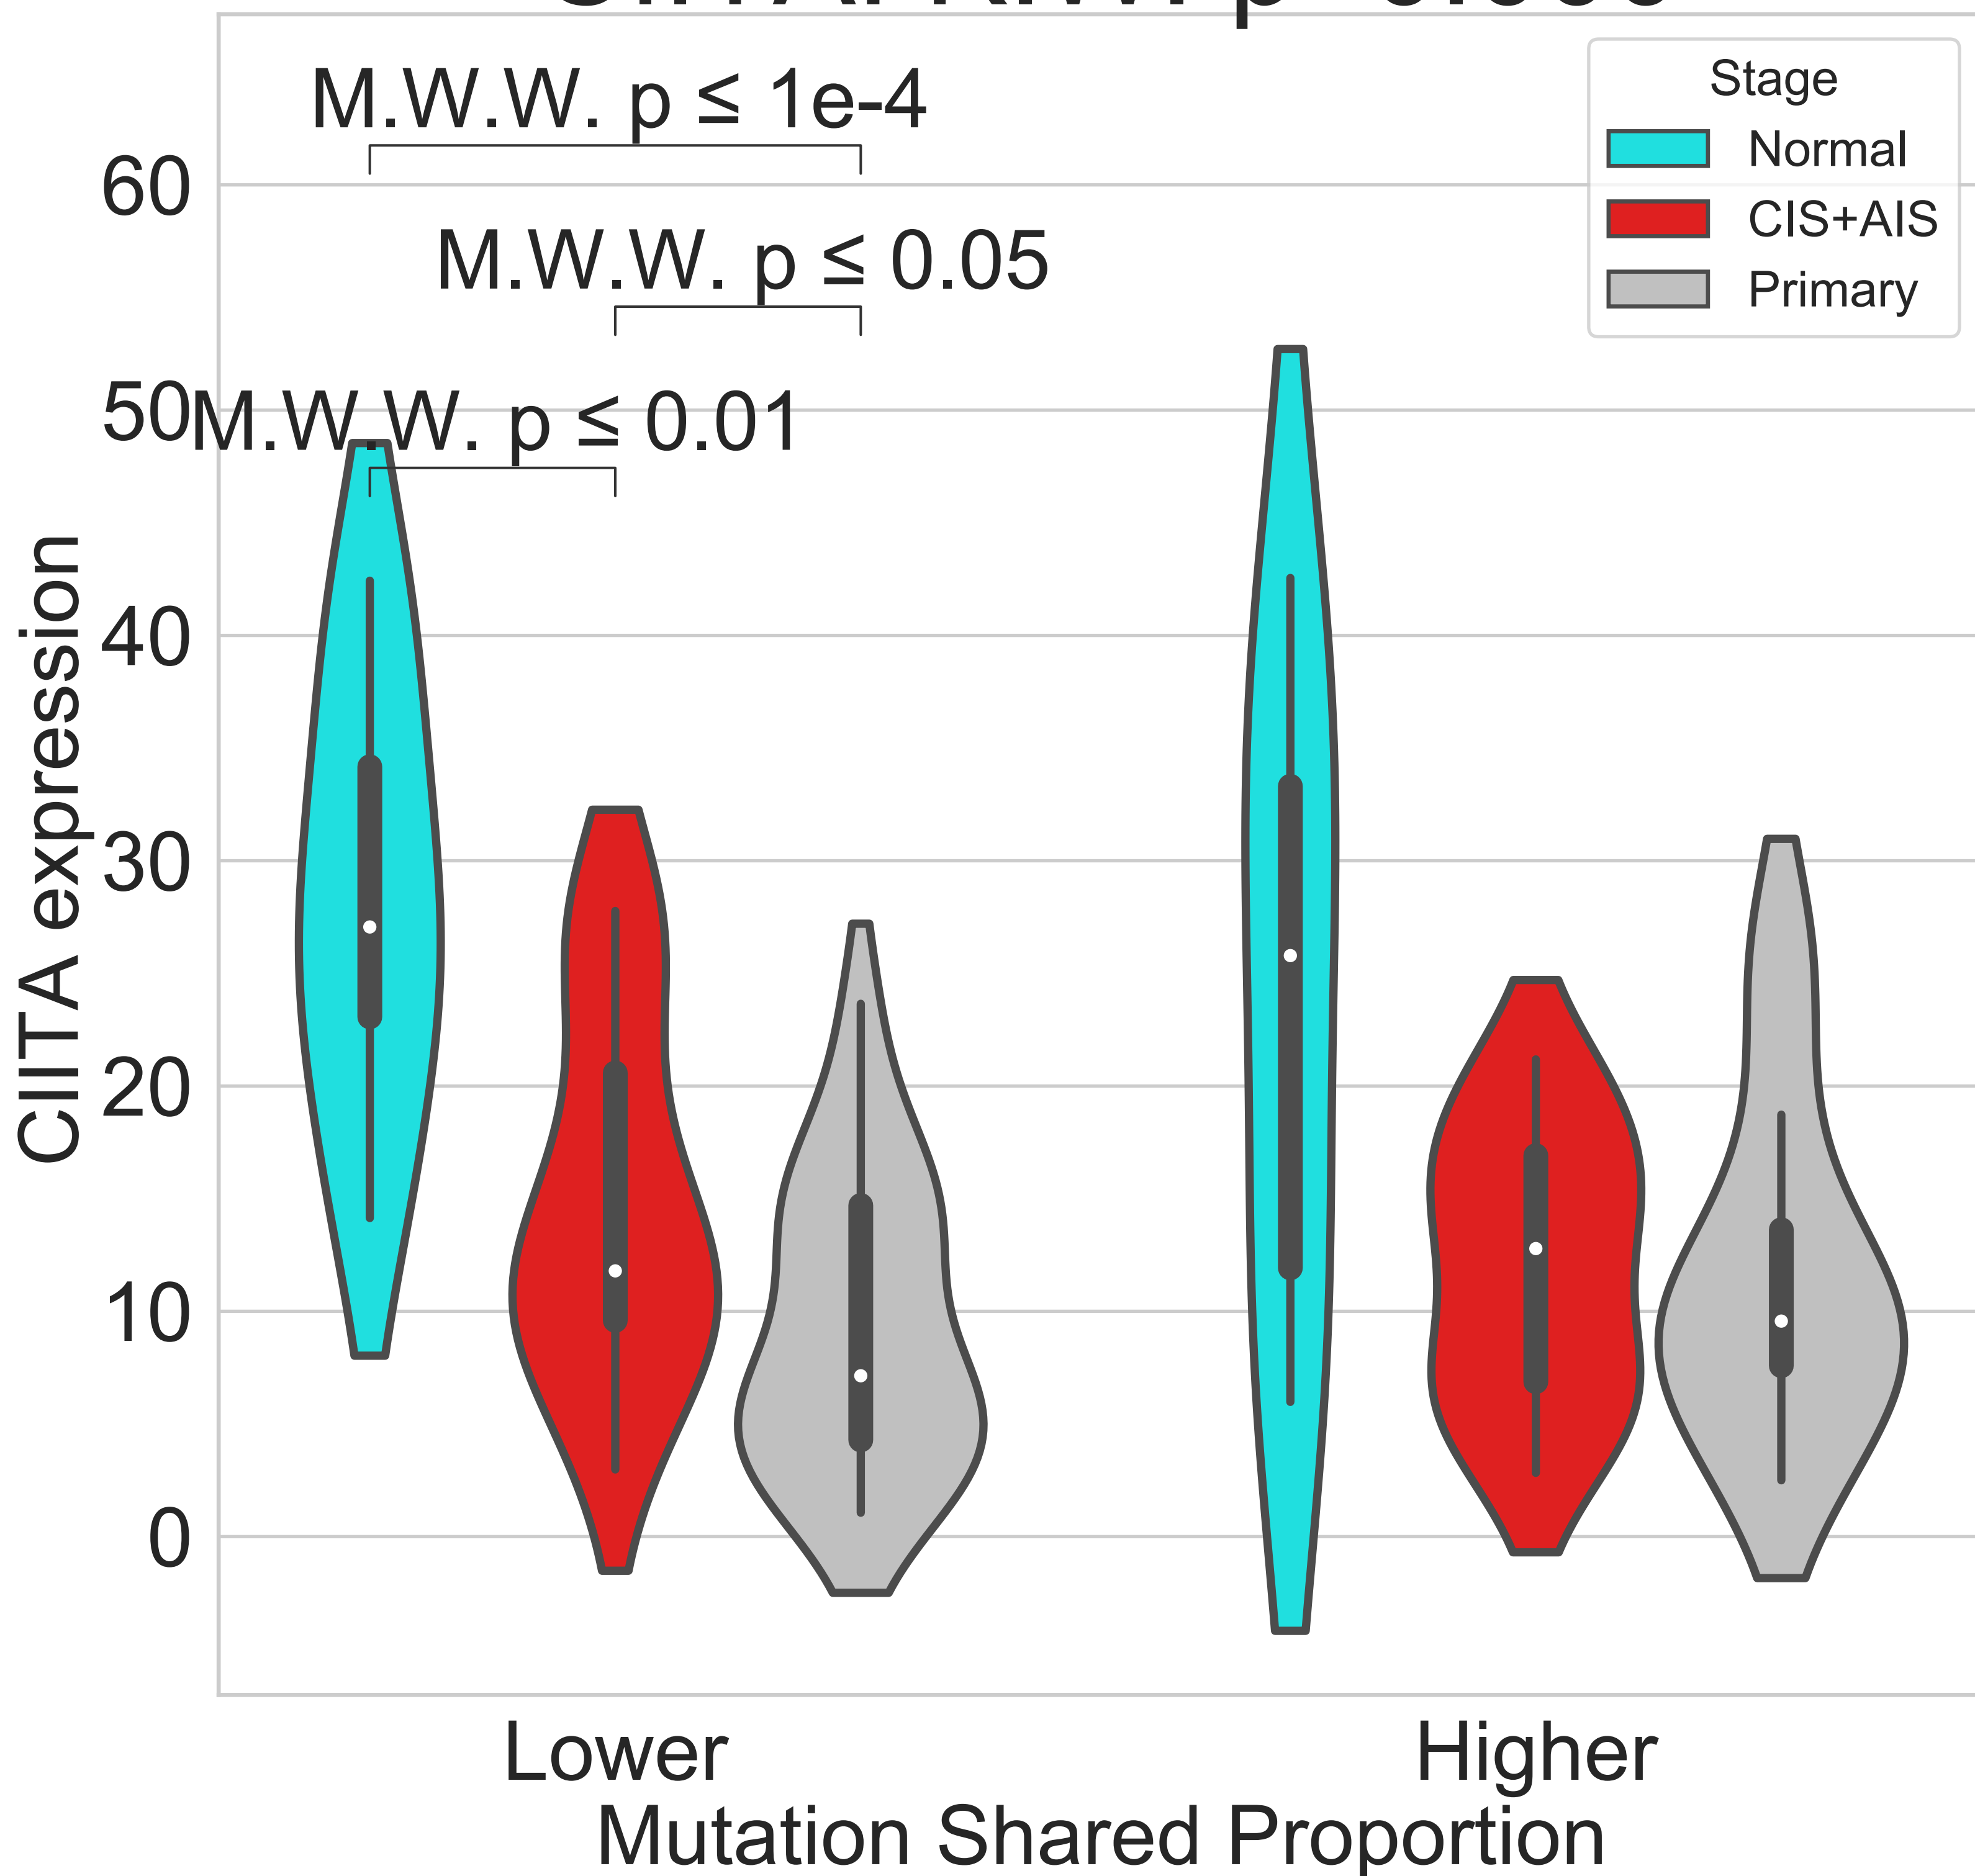 M.W.W. p ≤ 1e-4
M.W.W. p ≤ 0.05
M.W.W. p ≤ 0.01
Stage
Normal
CIS+AIS
Primary
CIITA expression
60
50
40
30
20
10
0
Lower
Higher
Mutation Shared Proportion